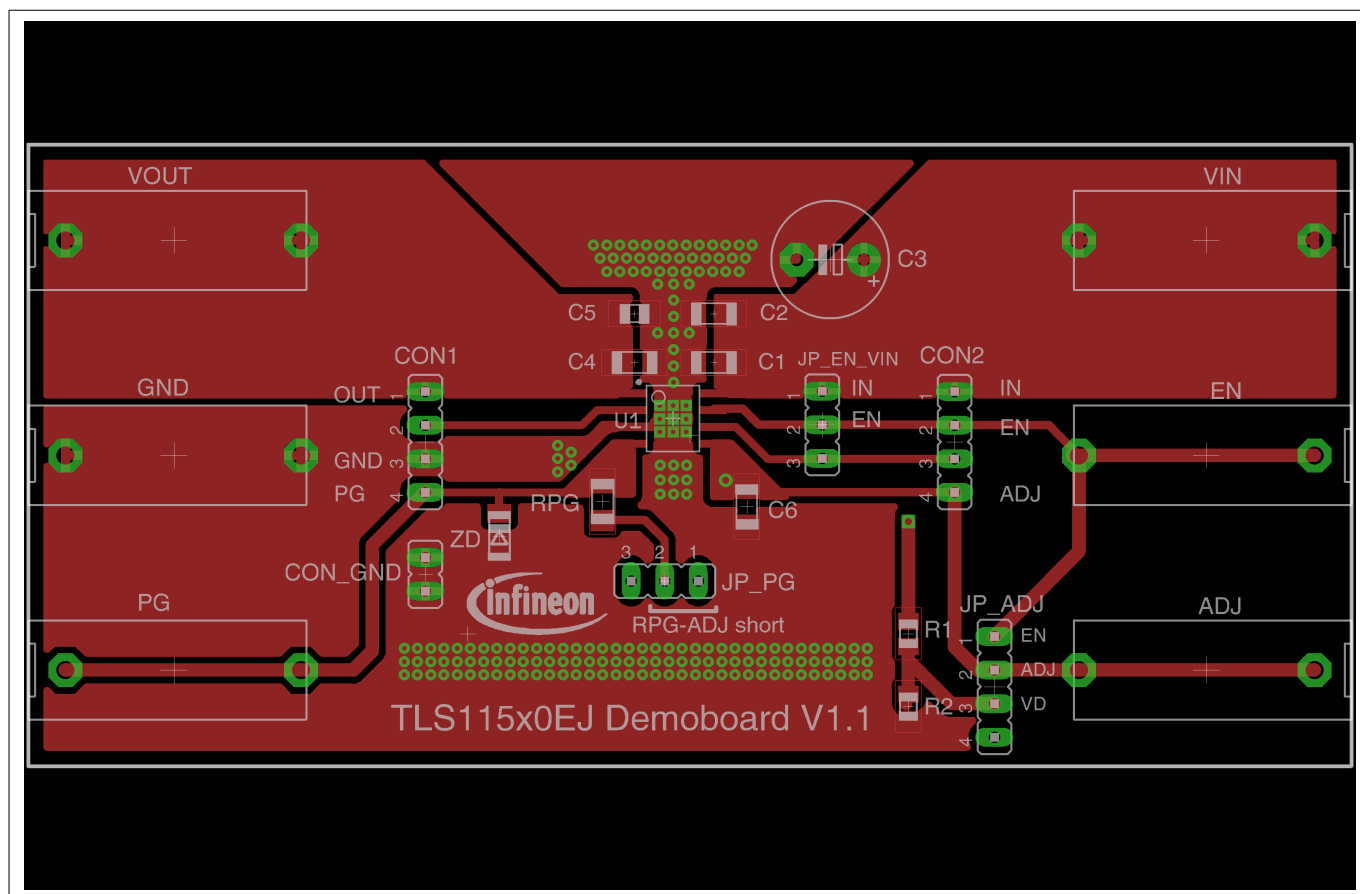 VOUT
VIN
C3
+
C5
C2
CON1
C4
C1
JP_EN_VIN
CON2
GND
OUT
1
1
IN
1
IN
EN
2
U1
2
EN
2
EN
GND
3
3
3
PG
4
RPG
C6
4
ADJ
ZD
CON_GND
3
2
1
infineon
JP_PG
PG
RPG-ADJ short
R1
JP_ADJ
1
EN
ADJ
2
ADJ
R2
3
VD
TLS115x0EJ Demoboard V1.1
4